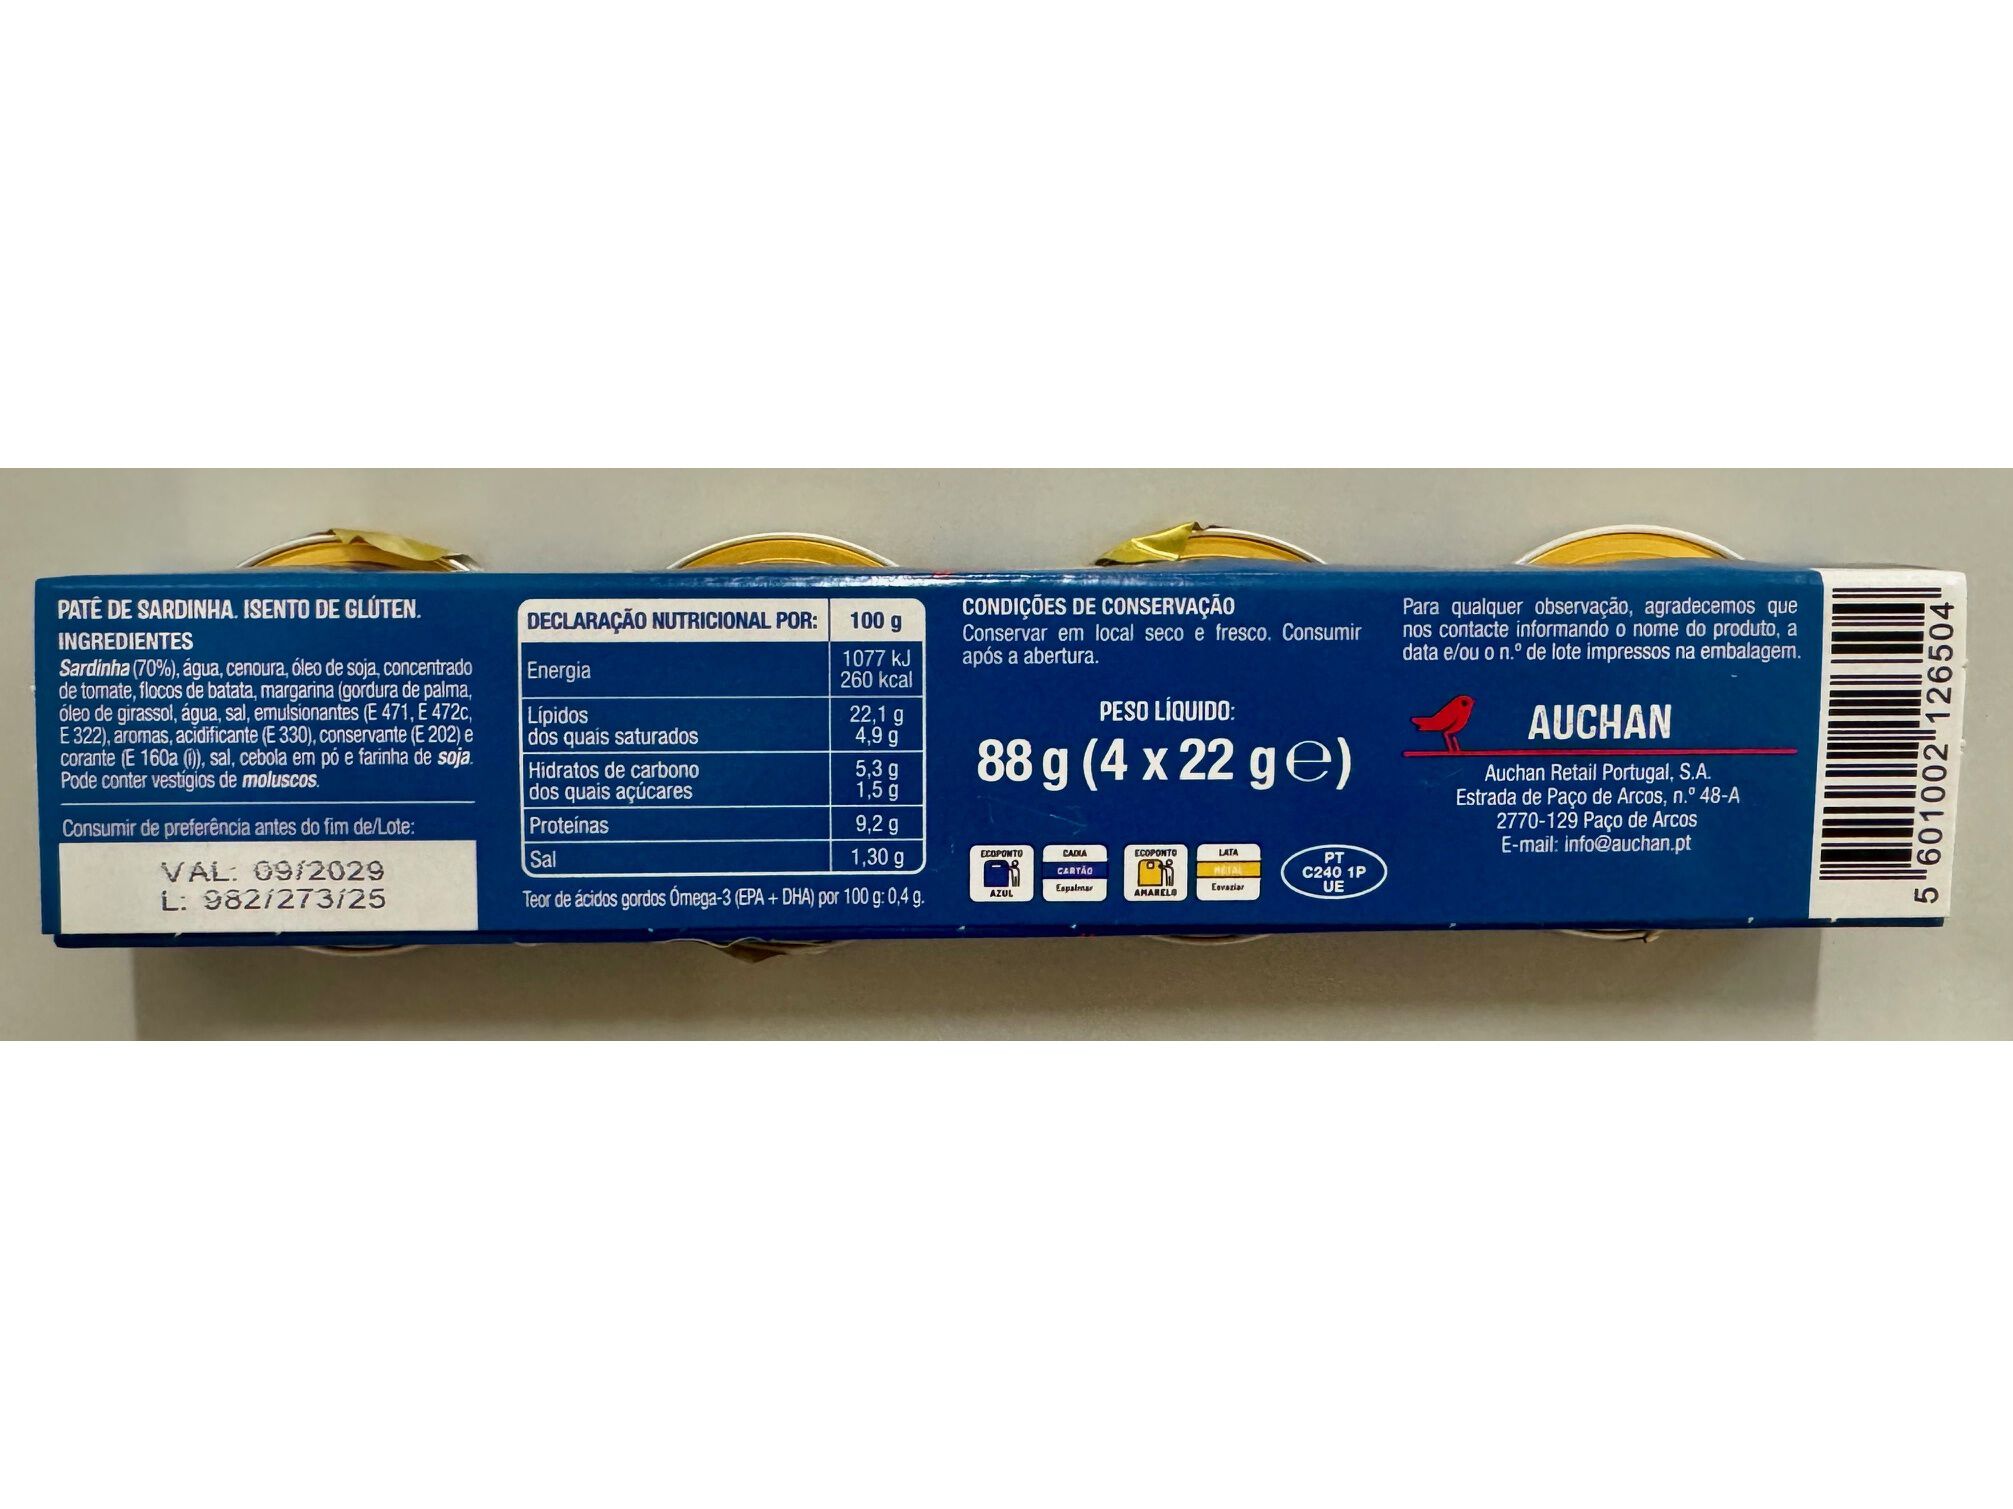 PATÊ DE SARDINHA. ISENTO DE GLÚTEN.
INGREDIENTES
Sardinha (70%), água, cenoura, óleo de soja, concentrado
de tomate, flocos de batata, margarina (gordura de palma,
óleo de girassol, água, sal, emulsionantes (E 471, E 472c,
E 322), aromas, acidificante (E 330), conservante (E 202) e
corante (E 160a (i)), sal, cebola em pó e farinha de soja.
Pode conter vestígios de moluscos.
Consumir de preferência antes do fim de/Lote:
VAL: 09/2029
L: 982/273/25
DECLARAÇÃO NUTRICIONAL POR: 100 g
Energia 1077 kJ
260 kcal
Lípidos 22,1 g
dos quais saturados 4,9 g
Hidratos de carbono 5,3 g
dos quais açúcares 1,5 g
Proteínas 9,2 g
Sal 1,30 g
Teor de ácidos gordos Ómega-3 (EPA + DHA) por 100 g: 0,4 g.
CONDIÇÕES DE CONSERVAÇÃO
Conservar em local seco e fresco. Consumir
após a abertura.
PESO LÍQUIDO:
88 g (4 x 22 g ℮)
ECOPONTO
AZUL
CAIXA
CARTÃO
Espalmar
ECOPONTO
AMARELO
LATA
METAL
Esvaziar
PT
C240 1P
UE
Para qualquer observação, agradecemos que
nos contacte informando o nome do produto, a
data e/ou o n.º de lote impressos na embalagem.
AUCHAN
Auchan Retail Portugal, S.A.
Estrada de Paço de Arcos, n.º 48-A
2770-129 Paço de Arcos
E-mail: info@auchan.pt
5 601002 126504